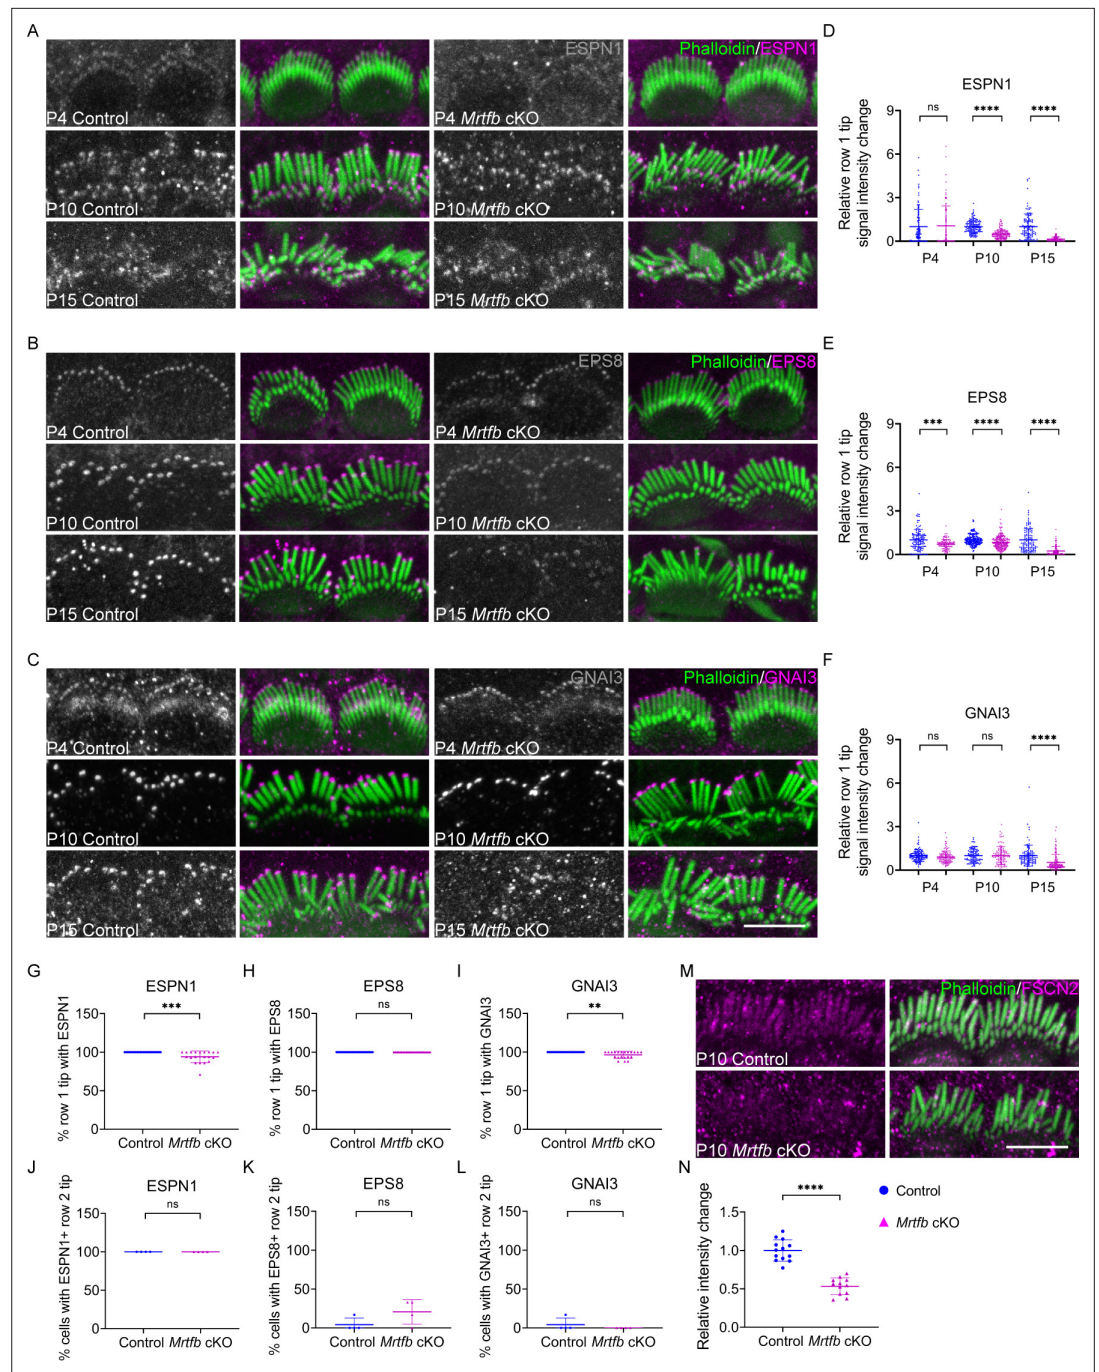 A
ESPN1
Phalloidin/ESPN1
P4 Control
P4 Mrtfb cKO
P10 Control
P10 Mrtfb cKO
P15 Control
P15 Mrtfb cKO
D
ESPN1
Relative row 1 tip
signal intensity change
9
6
3
0
ns
****
****
P4
P10
P15
B
EPS8
Phalloidin/EPS8
P4 Control
P4 Mrtfb cKO
P10 Control
P10 Mrtfb cKO
P15 Control
P15 Mrtfb cKO
E
EPS8
Relative row 1 tip
signal intensity change
9
6
3
0
***
****
****
P4
P10
P15
C
GNAI3
Phalloidin/GNAI3
P4 Control
P4 Mrtfb cKO
P10 Control
P10 Mrtfb cKO
P15 Control
P15 Mrtfb cKO
F
GNAI3
Relative row 1 tip
signal intensity change
9
6
3
0
ns
ns
****
P4
P10
P15
G
ESPN1
% row 1 tip with ESPN1
150
100
50
0
***
Control Mrtfb cKO
H
EPS8
% row 1 tip with EPS8
150
100
50
0
ns
Control Mrtfb cKO
I
GNAI3
% row 1 tip with GNAI3
150
100
50
0
**
Control Mrtfb cKO
M
Phalloidin/FSCN2
P10 Control
P10 Mrtfb cKO
J
ESPN1
% cells with ESPN1+ row 2 tip
150
100
50
0
ns
Control Mrtfb cKO
K
EPS8
% cells with EPS8+ row 2 tip
150
100
50
0
ns
Control Mrtfb cKO
L
GNAI3
% cells with GNAI3+ row 2 tip
150
100
50
0
ns
Control Mrtfb cKO
N
Relative intensity change
1.5
1.0
0.5
0.0
****
Control Mrtfb cKO
Control
Mrtfb cKO